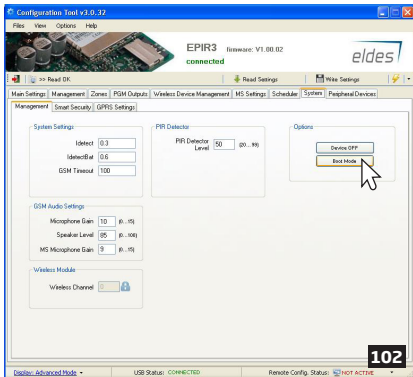 Configuration Tool v3.0.32
Files View Options Help
EPIR3 firmware: V1.00.02
connected
eldes
>> Read OK
Read Settings
Write Settings
Main Settings Management Zones PGM Outputs Wireless Device Management MS Settings Scheduler System Peripheral Devices
Management Smart Security GPRS Settings
System Settings
Idetect 0.3
IdetectBat 0.6
GSM Timeout 100
PIR Detector
PIR Detector Level 50 (20... 99)
Options
Device OFF
Boot Mode
GSM Audio Settings
Microphone Gain 10 (0...15)
Speaker Level 85 (0...100)
MS Microphone Gain 9 (0...15)
Wireless Module
Wireless Channel 0
102
Display: Advanced Mode
USB Status: CONNECTED
Remote Config. Status: NOT ACTIVE